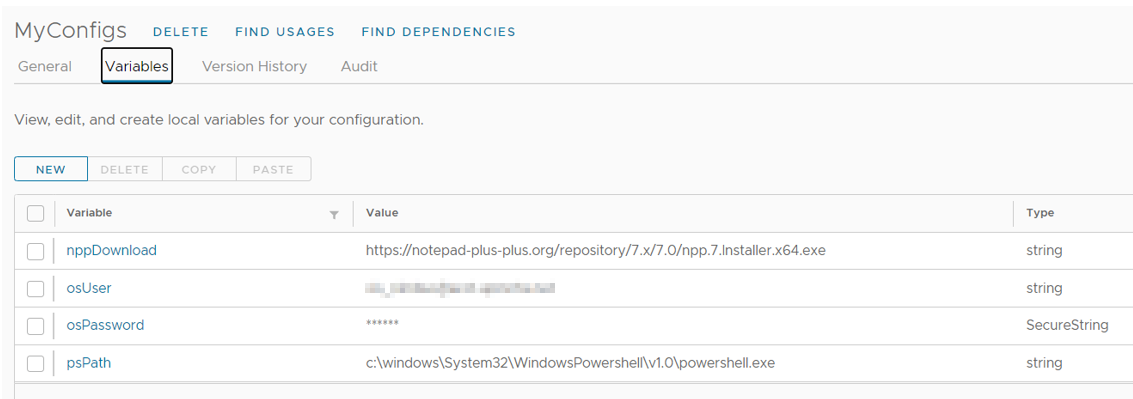 MyConfigs DELETE FIND USAGES FIND DEPENDENCIES
General Variables Version History Audit
View, edit, and create local variables for your configuration.
NEW DELETE COPY PASTE
Variable Value Type
nppDownload https://notepad-plus-plus.org/repository/7.x/7.0/npp.7.Installer.x64.exe string
osUser string
osPassword ****** SecureString
psPath c:\windows\System32\WindowsPowershell\v1.0\powershell.exe string